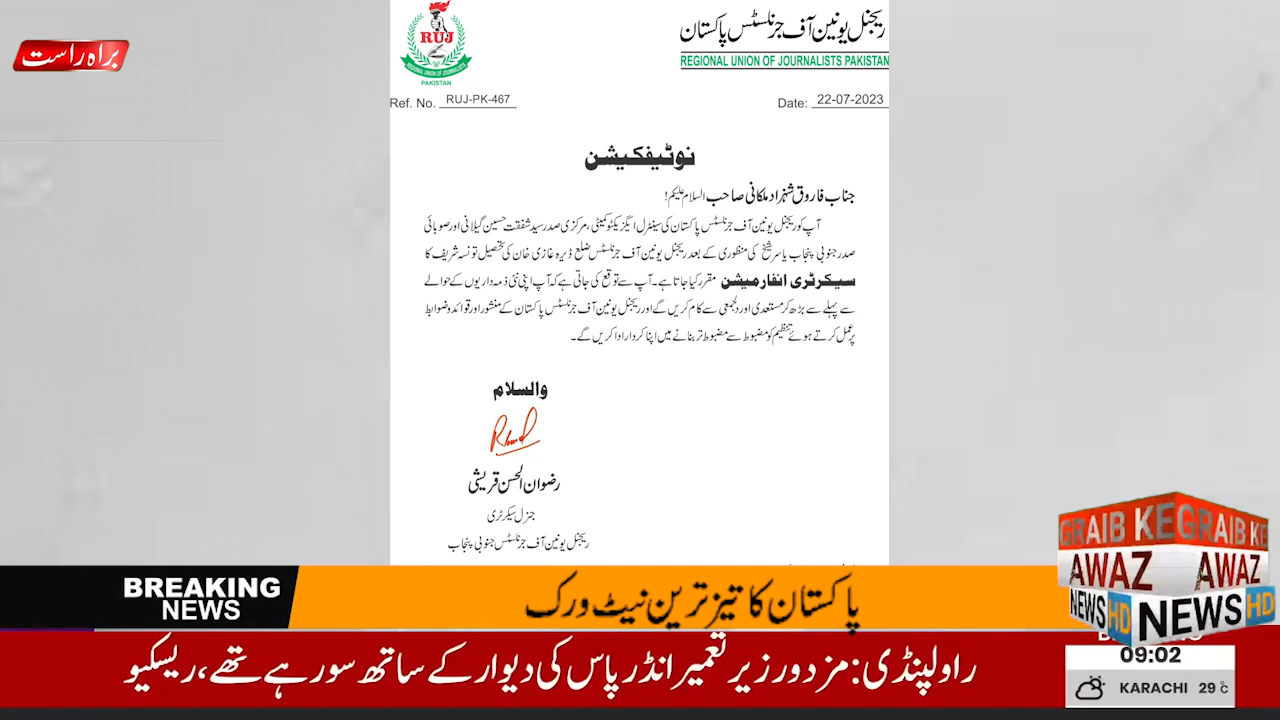 براہ راست
RUJ
REGIONAL UNION OF JOURNALISTS
PAKISTAN
ریجنل یونین آف جرنلسٹس پاکستان
REGIONAL UNION OF JOURNALISTS PAKISTAN
Ref. No. RUJ-PK-467
Date: 22-07-2023
نوٹیفکیشن
جناب فاروق شہزاد ملکانی صاحب السلام علیکم!
آپ کو ریجنل یونین آف جرنلسٹس پاکستان کی سینٹرل ایگزیکٹو کمیٹی، مرکزی صدر سید شفقت حسین گیلانی اور صوبائی
صدر جنوبی پنجاب یاسر شیخ کی منظوری کے بعد ریجنل یونین آف جرنلسٹس ضلع ڈیرہ غازی خان کی تحصیل تونسہ شریف کا
سیکرٹری انفارمیشن مقرر کیا جاتا ہے۔ آپ سے توقع کی جاتی ہے کہ آپ اپنی نئی ذمہ داریوں کے حوالے
سے پہلے سے بڑھ کر مستعدی اور دلجمعی سے کام کریں گے اور ریجنل یونین آف جرنلسٹس پاکستان کے منشور اور قوائد و ضوابط
پر عمل کرتے ہوئے تنظیم کو مضبوط سے مضبوط تر بنانے میں اپنا کردار ادا کریں گے۔
والسلام
رضوان الحسن قریشی
جنرل سیکرٹری
ریجنل یونین آف جرنلسٹس جنوبی پنجاب
BREAKING
NEWS
پاکستان کا تیز ترین نیٹ ورک
GRAIB KE GRAIB KE
AWAZ AWAZ
NEWS HD NEWS HD
09:02
KARACHI 29 °c
راولپنڈی: مزدور زیر تعمیر انڈر پاس کی دیوار کے ساتھ سو رہے تھے، ریسکیو